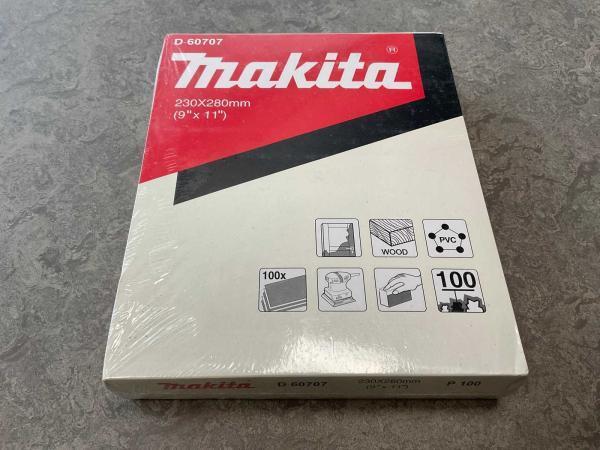 D-60707
makita®
230X280mm
(9" x 11")
WOOD
PVC
100x
100
makita
D-60707
230X280mm
(9" x 11")
P 100